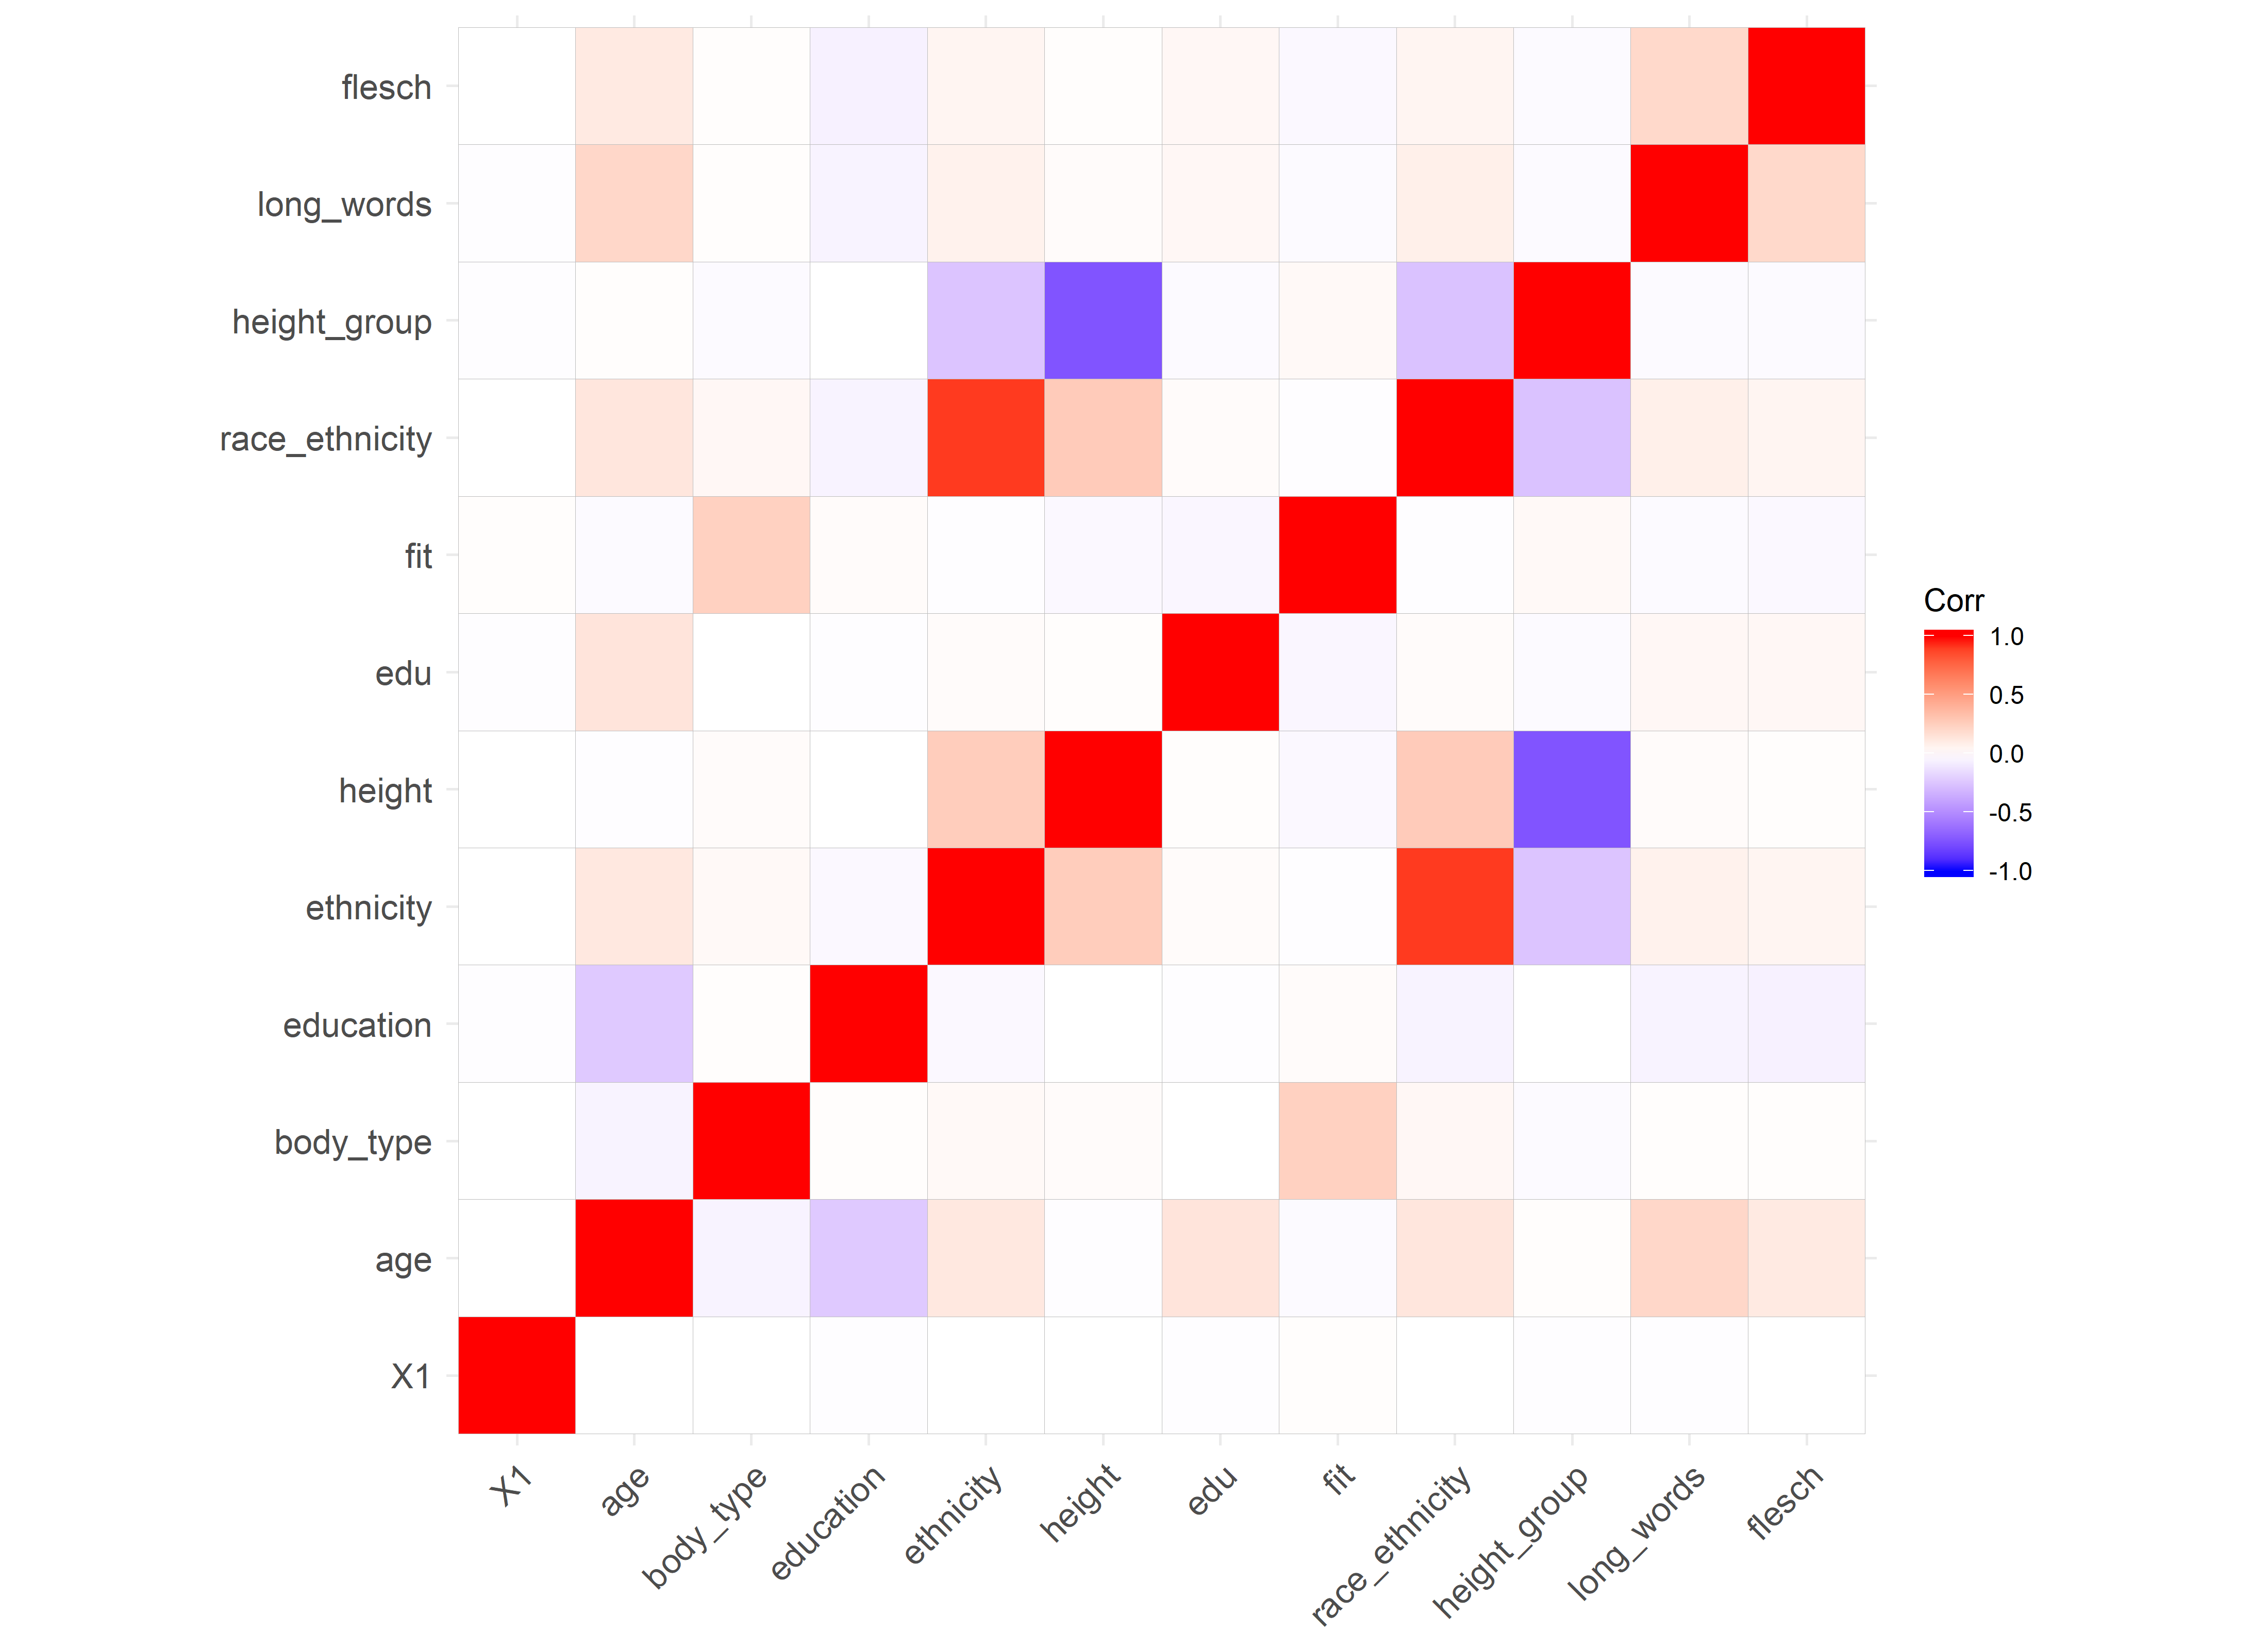 flesch
long_words
height_group
race_ethnicity
fit
edu
height
ethnicity
education
body_type
age
X1
X1
age
body_type
education
ethnicity
height
edu
fit
race_ethnicity
height_group
long_words
flesch
Corr
1.0
0.5
0.0
-0.5
-1.0